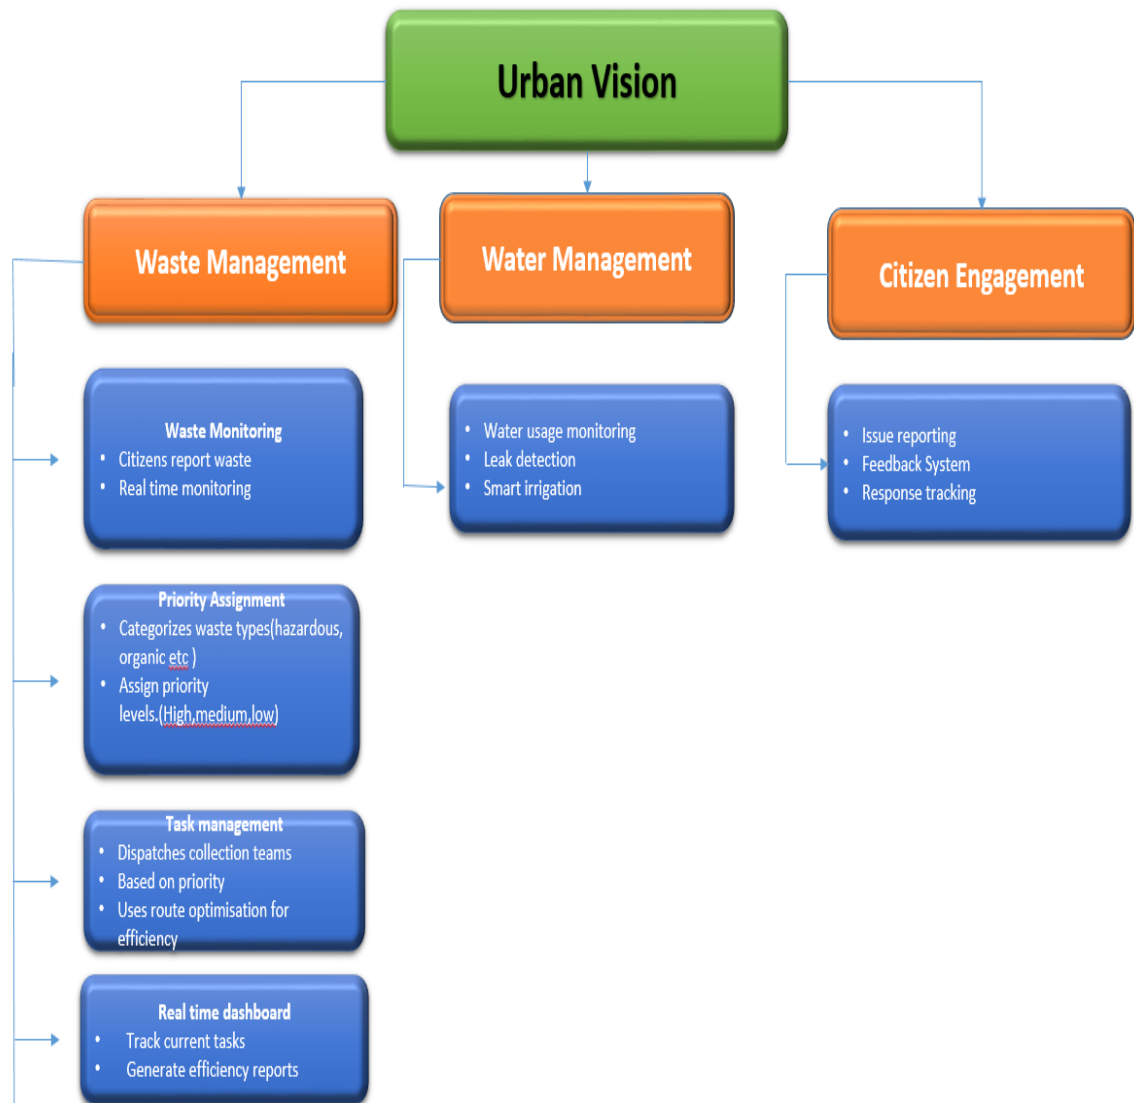 Urban Vision
Waste Management
Water Management
Citizen Engagement
Waste Monitoring
• Citizens report waste
• Real time monitoring
• Water usage monitoring
• Leak detection
• Smart irrigation
• Issue reporting
• Feedback System
• Response tracking
Priority Assignment
• Categorizes waste types(hazardous,
organic etc )
• Assign priority
levels.(High,medium,low)
Task management
• Dispatches collection teams
• Based on priority
• Uses route optimisation for
efficiency
Real time dashboard
• Track current tasks
• Generate efficiency reports